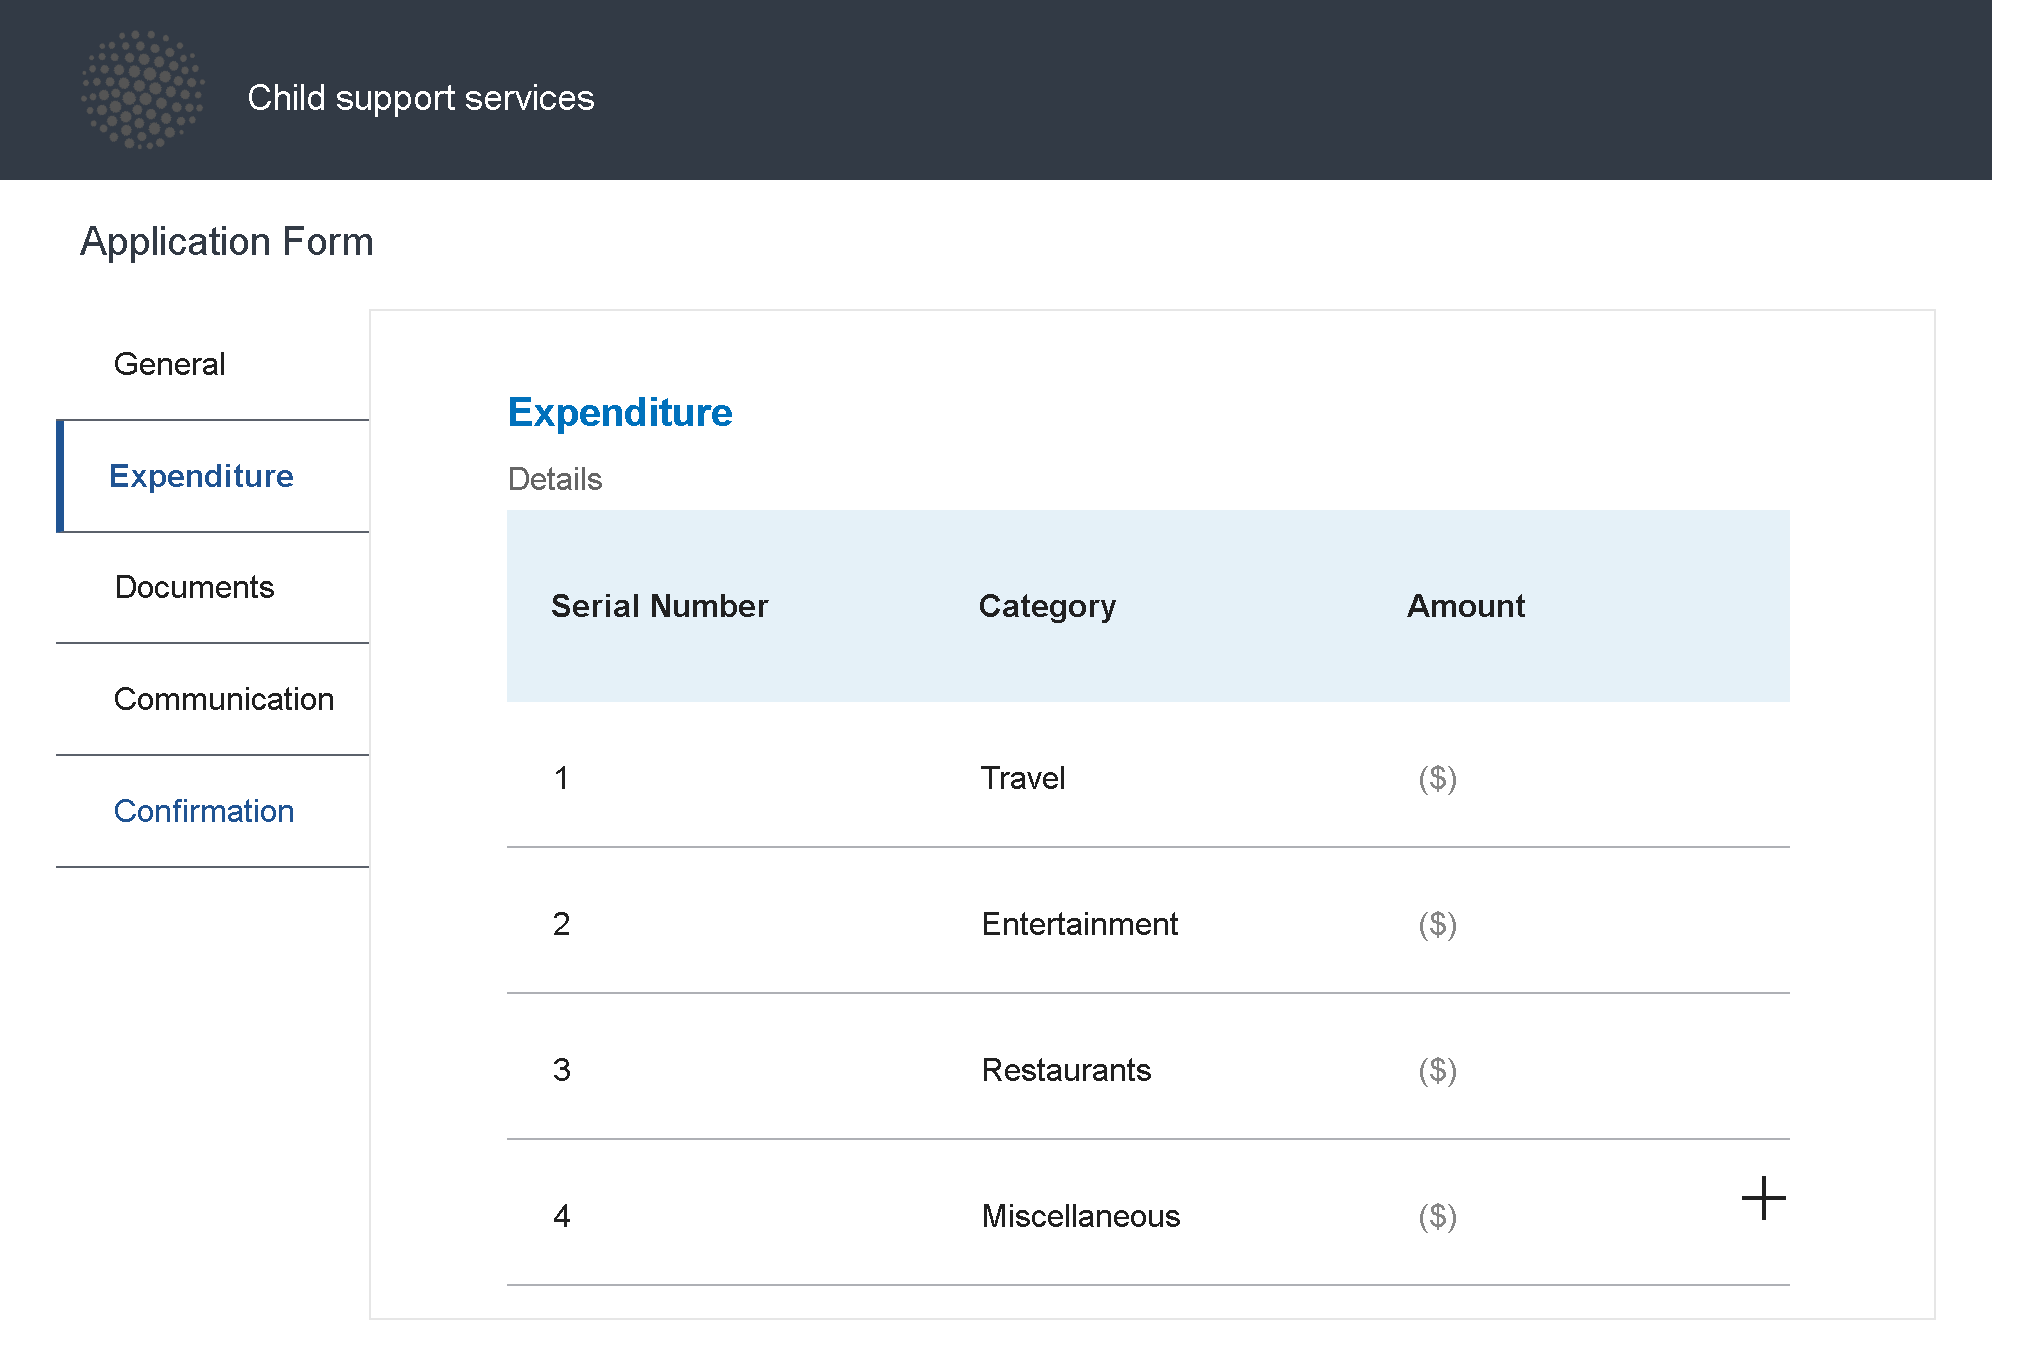 Child support services
Application Form
General
Expenditure
Documents
Communication
Confirmation
Expenditure
Details
Serial Number Category Amount
1 Travel ($)
2 Entertainment ($)
3 Restaurants ($)
4 Miscellaneous ($)